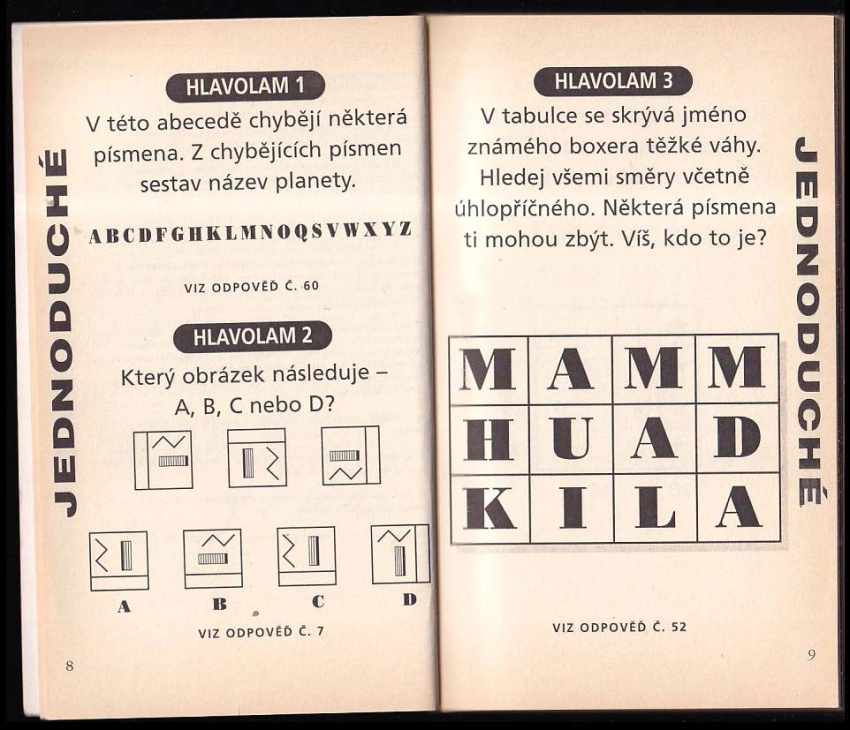 HLAVOLAM 1
V této abecedě chybějí některá
písmena. Z chybějících písmen
sestav název planety.
ABCDFGHKLMNOQSVWXYZ
VIZ ODPOVĚĎ Č. 60
HLAVOLAM 2
Který obrázek následuje –
A, B, C nebo D?
A B C D
VIZ ODPOVĚĎ Č. 7
JEDNODUCHÉ
8
HLAVOLAM 3
V tabulce se skrývá jméno
známého boxera těžké váhy.
Hledej všemi směry včetně
úhlopříčného. Některá písmena
ti mohou zbýt. Víš, kdo to je?
M A M M
H U A D
K I L A
VIZ ODPOVĚĎ Č. 52
JEDNODUCHÉ
9